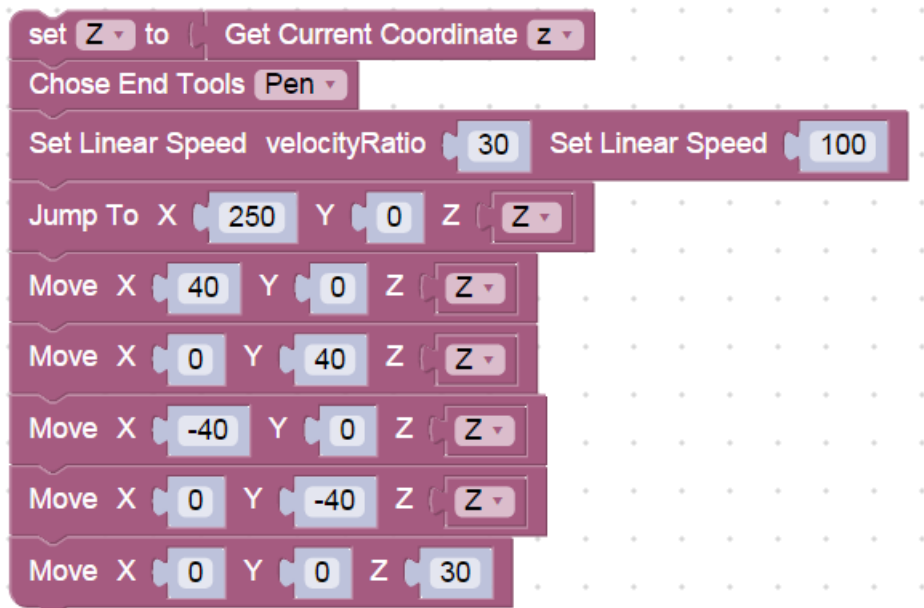 set Z to Get Current Coordinate z
Chose End Tools Pen
Set Linear Speed velocityRatio 30 Set Linear Speed 100
Jump To X 250 Y 0 Z Z
Move X 40 Y 0 Z Z
Move X 0 Y 40 Z Z
Move X -40 Y 0 Z Z
Move X 0 Y -40 Z Z
Move X 0 Y 0 Z 30